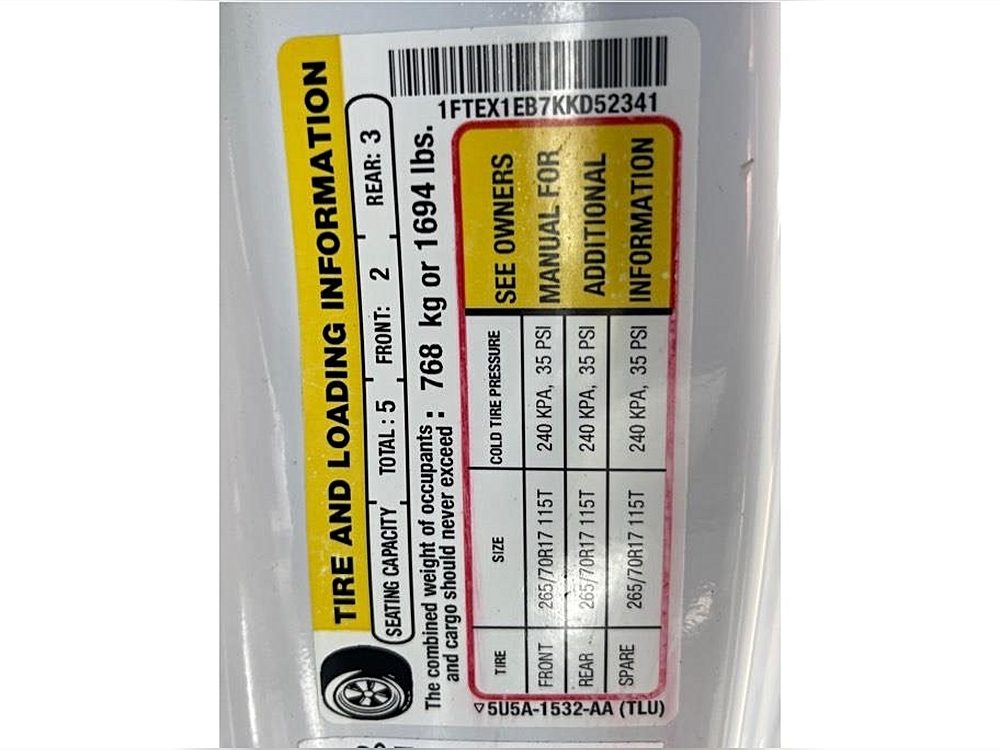 TIRE AND LOADING INFORMATION
SEATING CAPACITY TOTAL : 5 FRONT: 2 REAR: 3
The combined weight of occupants
and cargo should never exceed : 768 kg or 1694 lbs.
1FTEX1EB7KKD52341
TIRE SIZE COLD TIRE PRESSURE
FRONT 265/70R17 115T 240 KPA, 35 PSI
REAR 265/70R17 115T 240 KPA, 35 PSI
SPARE 265/70R17 115T 240 KPA, 35 PSI
SEE OWNERS
MANUAL FOR
ADDITIONAL
INFORMATION
▽5U5A-1532-AA (TLU)